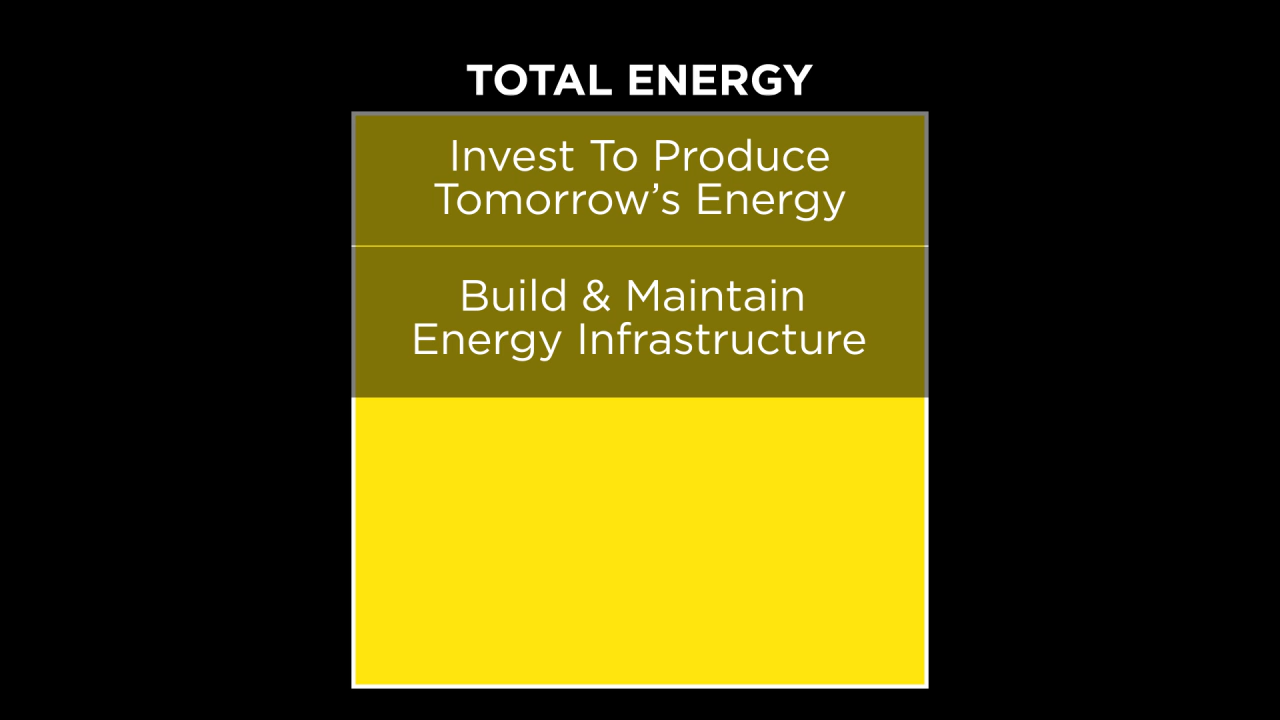 TOTAL ENERGY
Invest To Produce
Tomorrow’s Energy
Build & Maintain
Energy Infrastructure